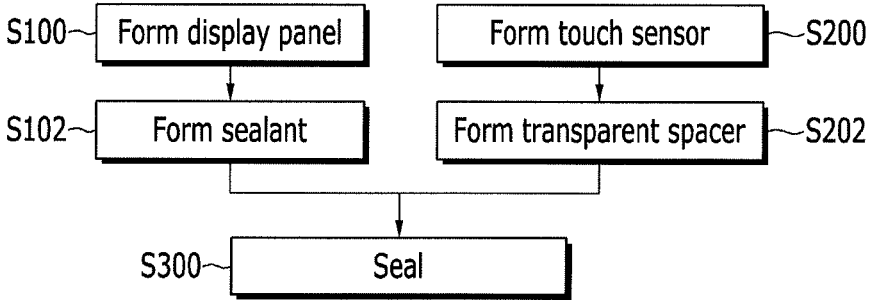 S100 Form display panel
Form touch sensor S200
S102 Form sealant
Form transparent spacer S202
S300 Seal